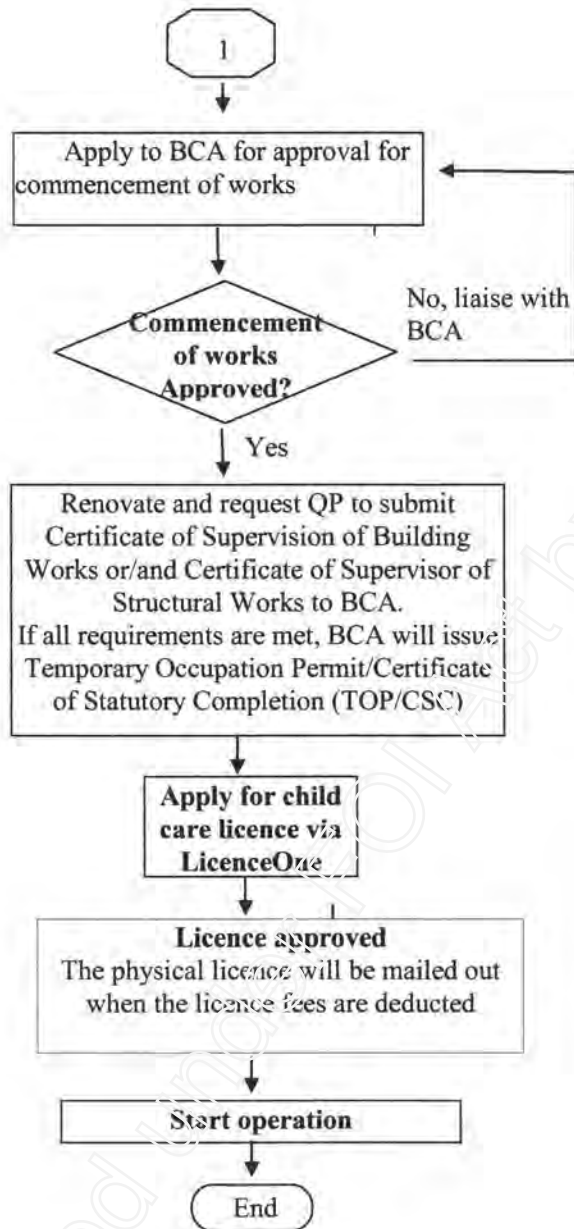 1
Apply to BCA for approval for
commencement of works
Commencement
of works
Approved?
No, liaise with
BCA
Yes
Renovate and request QP to submit
Certificate of Supervision of Building
Works or/and Certificate of Supervisor of
Structural Works to BCA.
If all requirements are met, BCA will issue
Temporary Occupation Permit/Certificate
of Statutory Completion (TOP/CSC)
Apply for child
care licence via
LicenceOne
Licence approved
The physical licence will be mailed out
when the licence fees are deducted
Start operation
End
under FOI Act